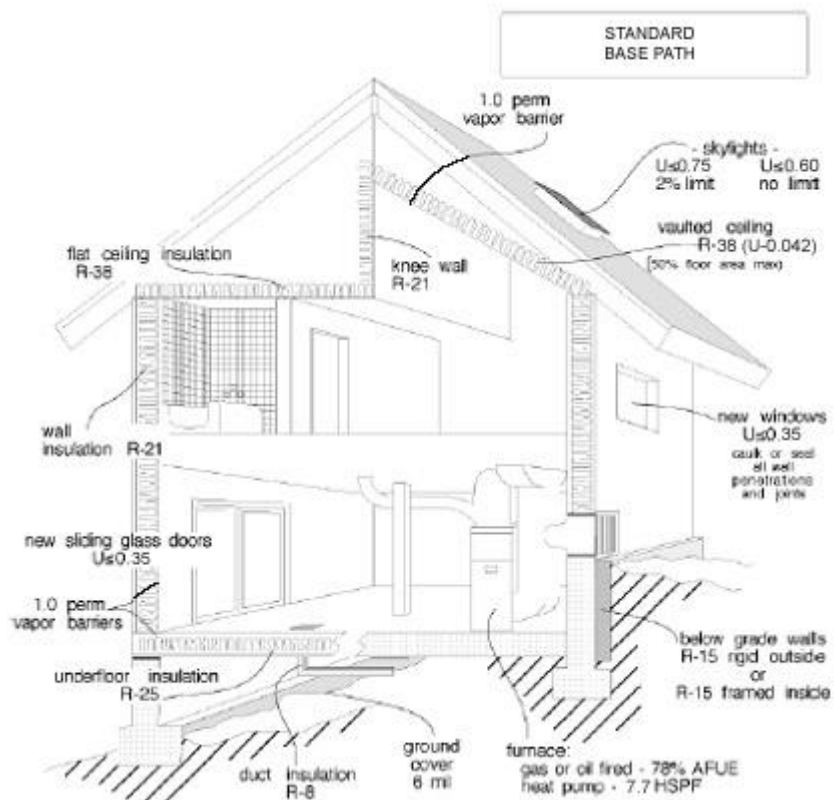 STANDARD
BASE PATH
1.0 perm
vapor barrier
- skylights -
U≤0.75 U≤0.60
2% limit no limit
vaulted ceiling
R-38 (U-0.042)
(50% floor area max)
flat ceiling insulation
R-38
knee wall
R-21
wall
insulation R-21
new windows
U≤0.35
caulk or seal
all wall
penetrations
and joints
new sliding glass doors
U≤0.35
1.0 perm
vapor barriers
below grade walls
R-15 rigid outside
or
R-15 framed inside
underfloor insulation
R-25
duct insulation
R-8
ground
cover
6 mil
furnace:
gas or oil fired - 78% AFUE
heat pump - 7.7 HSPF